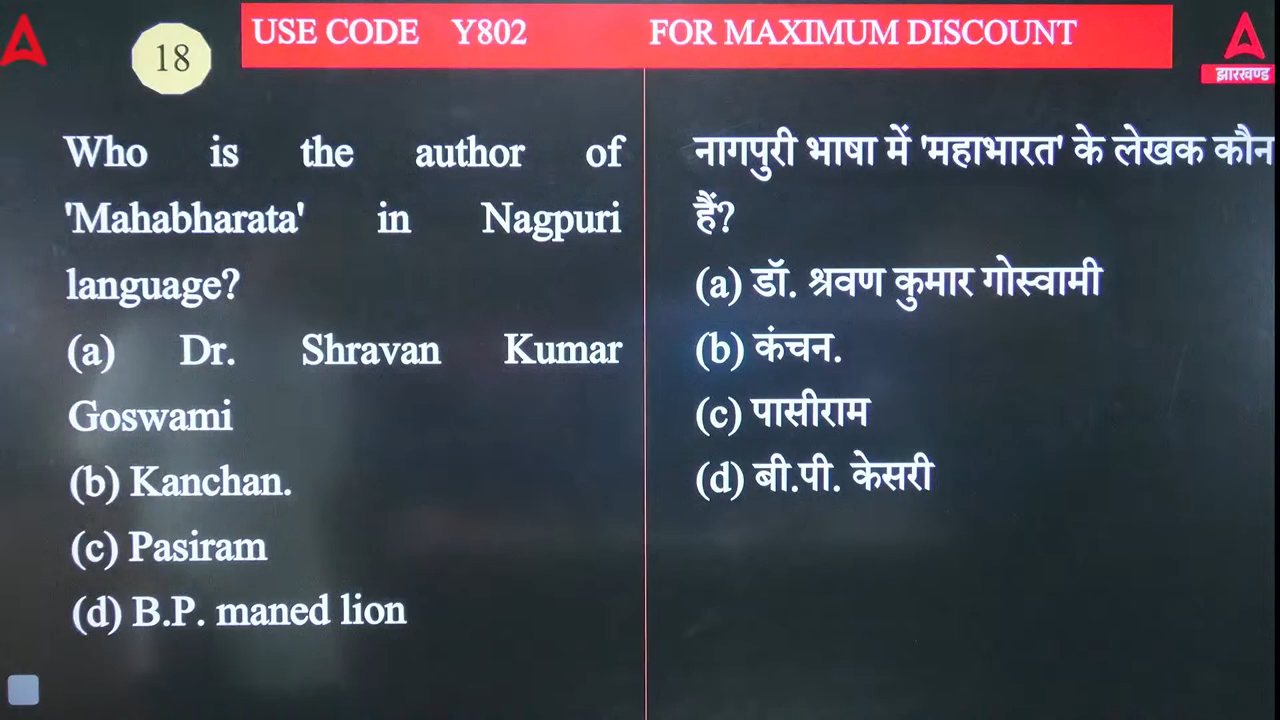 USE CODE Y802 FOR MAXIMUM DISCOUNT
18
झारखण्ड
Who is the author of
'Mahabharata' in Nagpuri
language?
(a) Dr. Shravan Kumar
Goswami
(b) Kanchan.
(c) Pasiram
(d) B.P. maned lion
नागपुरी भाषा में 'महाभारत' के लेखक कौन
हैं?
(a) डॉ. श्रवण कुमार गोस्वामी
(b) कंचन.
(c) पासीराम
(d) बी.पी. केसरी